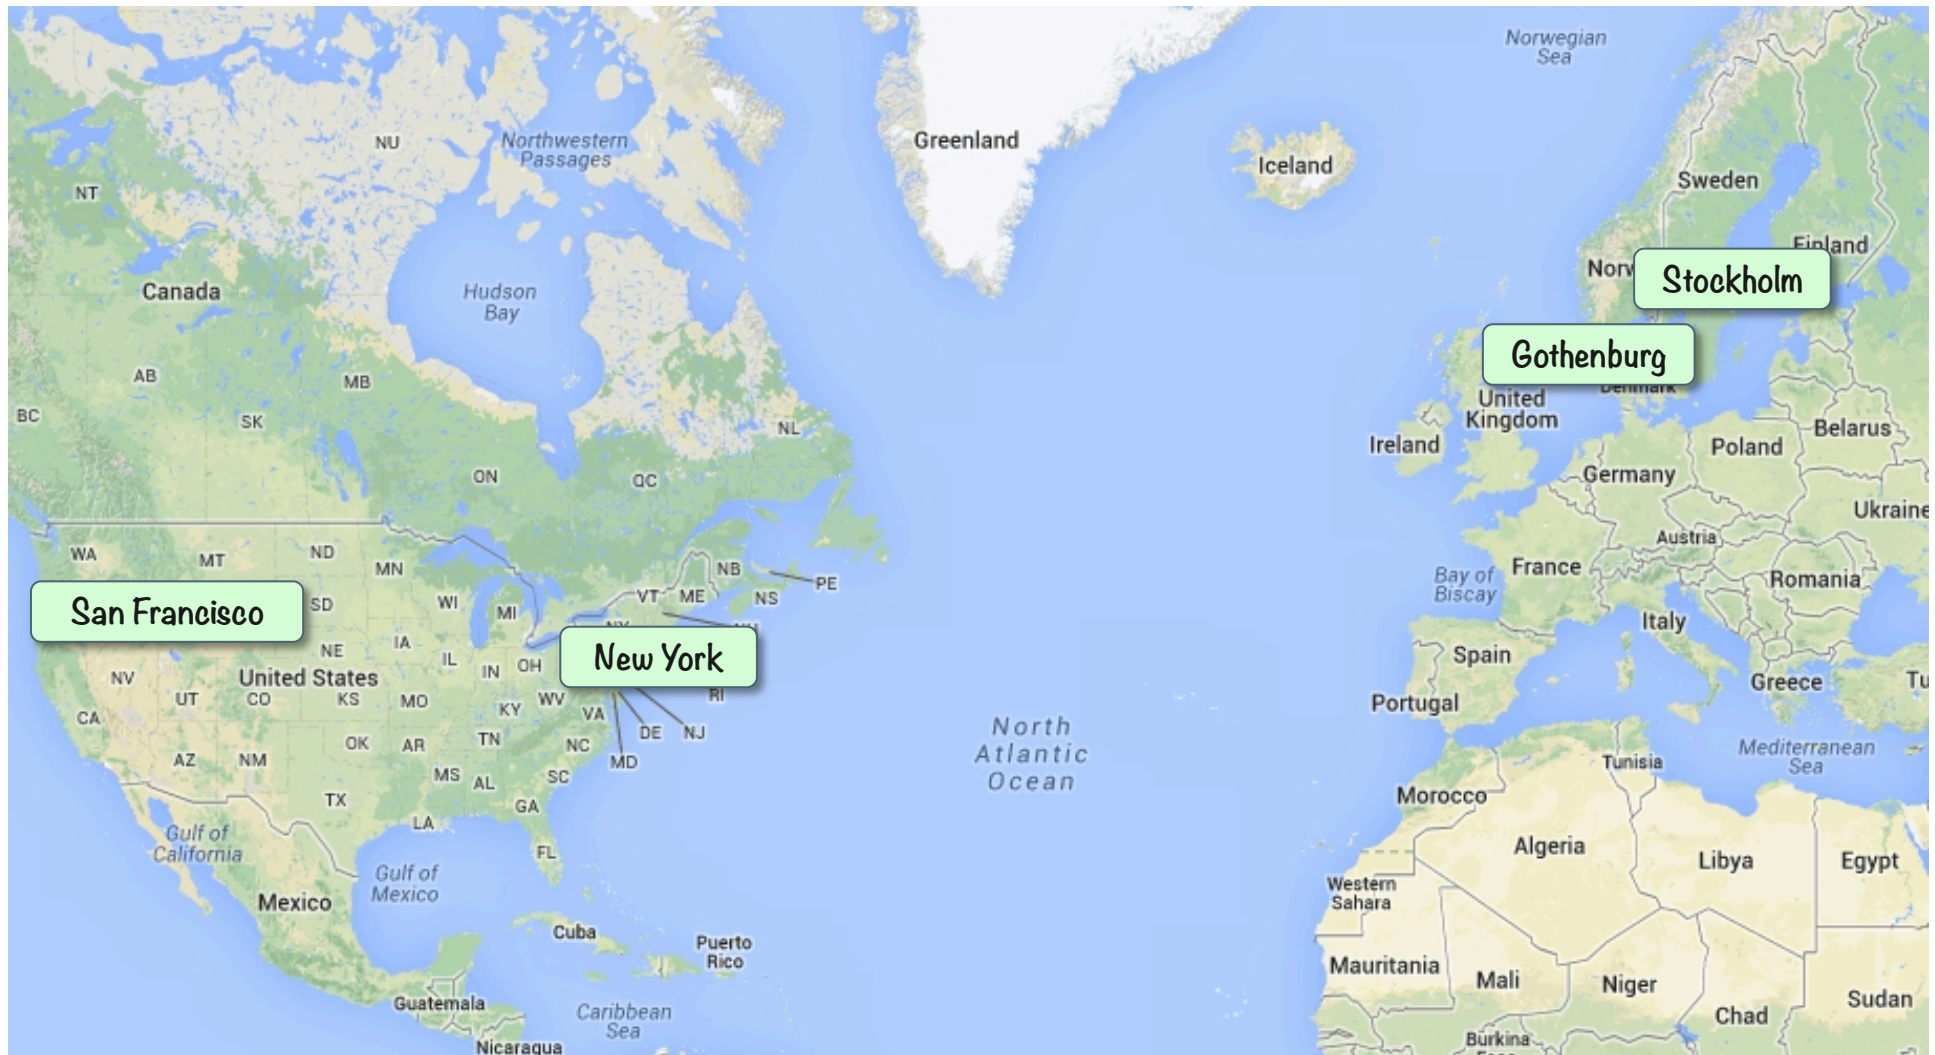 Norwegian
Sea
NU
Northwestern
Passages
Greenland
Iceland
NT
Sweden
Finland
Canada
Hudson
Bay
Stockholm
Gothenburg
AB
MB
BC
SK
NL
United
Kingdom
Denmark
Ireland
Belarus
Poland
Germany
ON
QC
Ukraine
WA
MT
ND
MN
NB
PE
Austria
France
Bay of
Biscay
Romania
San Francisco
SD
WI
MI
VT
ME
NS
NE
IA
IL
IN
OH
New York
Italy
Spain
Greece
NV
United States
UT
CO
KS
MO
KY
WV
VA
RI
Portugal
CA
DE
NJ
North
Atlantic
Ocean
OK
AR
TN
NC
MD
AZ
NM
MS
AL
SC
Tunisia
Mediterranean
Sea
Morocco
TX
LA
GA
Gulf of
California
FL
Algeria
Libya
Egypt
Gulf of
Mexico
Western
Sahara
Mexico
Cuba
Puerto
Rico
Mauritania
Mali
Niger
Chad
Sudan
Guatemala
Caribbean
Sea
Nicaragua
Burkina